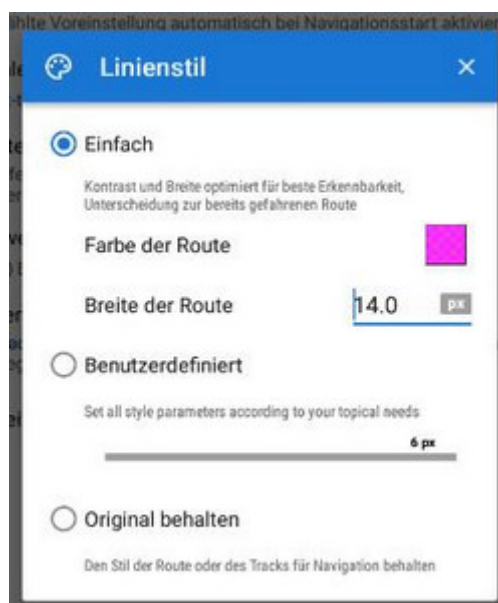 hlte Voreinstellung automatisch bei Navigationsstart aktivier
Linienstil
Einfach
Kontrast und Breite optimiert für beste Erkennbarkeit,
Unterscheidung zur bereits gefahrenen Route
Farbe der Route
Breite der Route 14.0 px
Benutzerdefiniert
Set all style parameters according to your topical needs
6 px
Original behalten
Den Stil der Route oder des Tracks für Navigation behalten